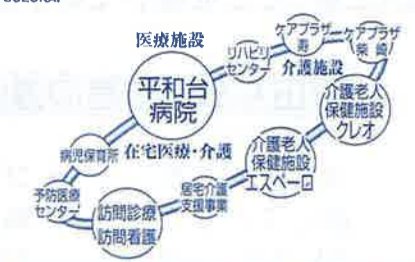 医療施設
平和台
病院
リハビリ
センター
ケアプラザ
寿
ケアプラザ
柴崎
介護施設
介護老人
保健施設
クレオ
介護老人
保健施設
エスペーロ
居宅介護
支援事業
訪問診療
訪問看護
予防医療
センター
病児保育所
在宅医療・介護